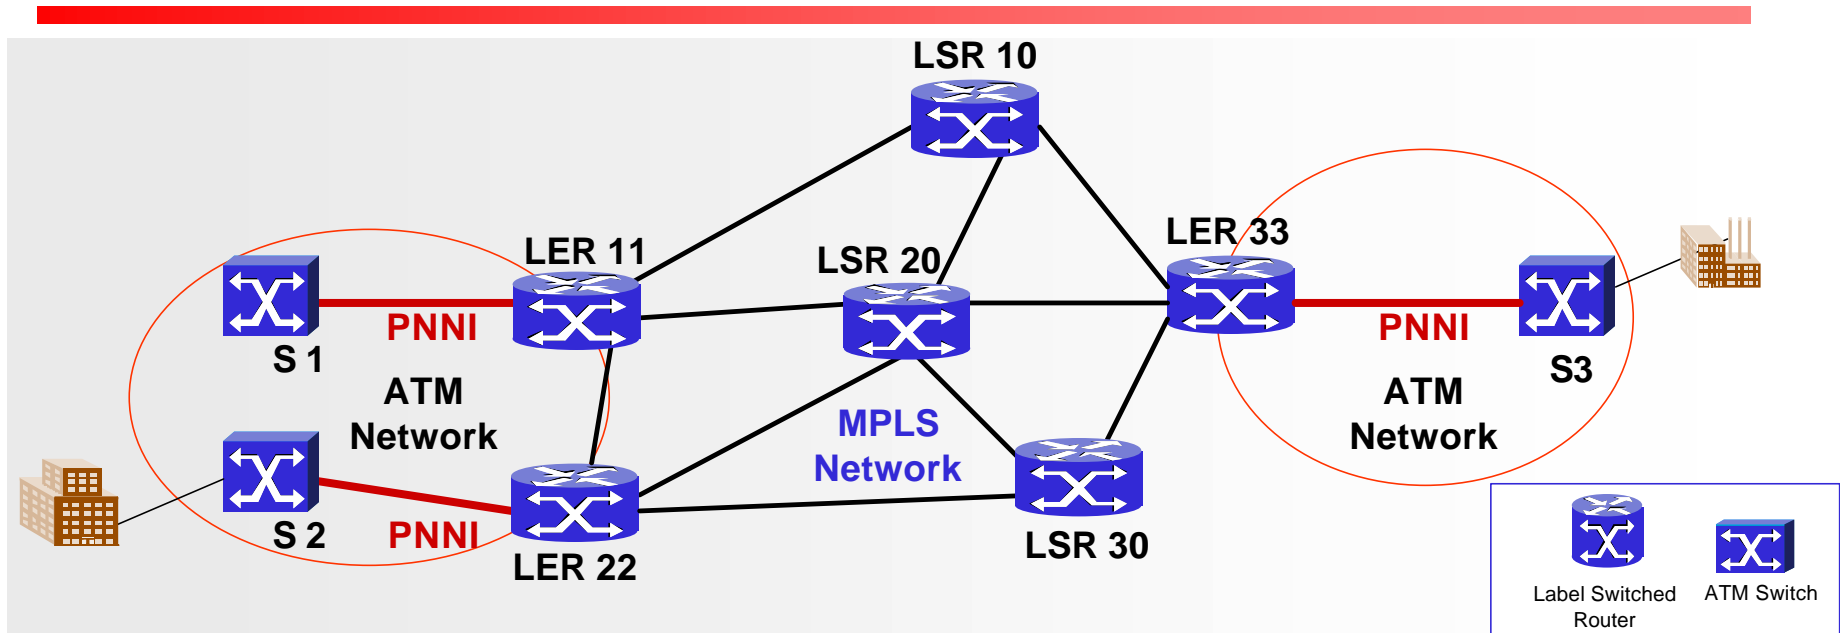 LSR 10
LER 11
LSR 20
LER 33
PNNI
S 1
PNNI
S3
ATM
Network
MPLS
Network
ATM
Network
S 2
PNNI
LER 22
LSR 30
Label Switched
Router
ATM Switch